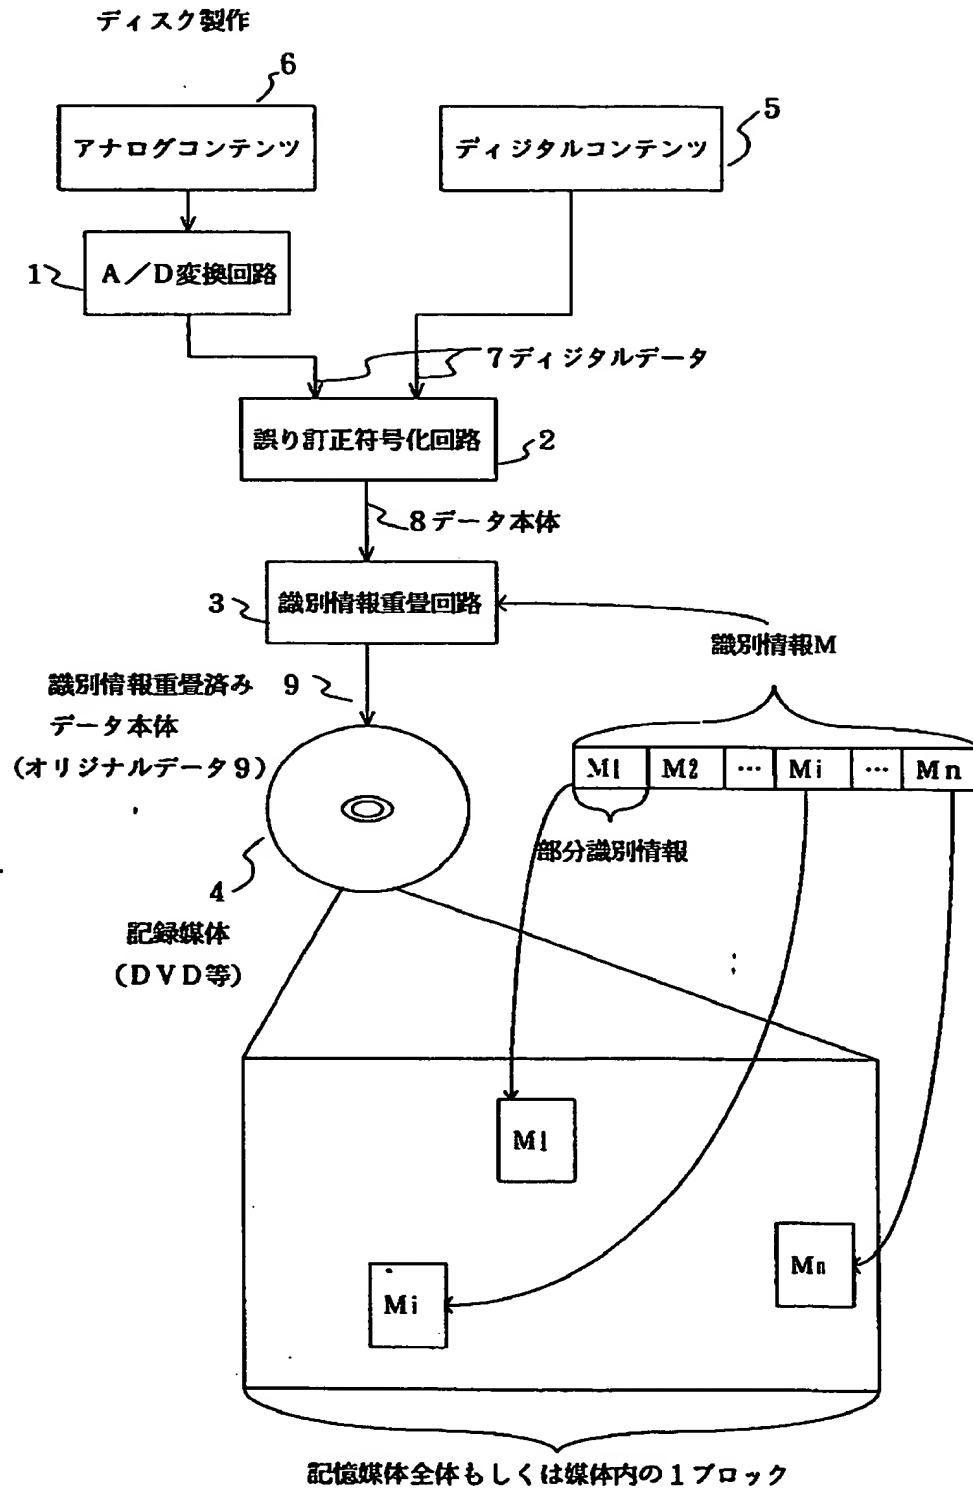 ディスク製作
6
アナログコンテンツ
5
ディジタルコンテンツ
1
A／D変換回路
7ディジタルデータ
誤り訂正符号化回路
2
8データ本体
3
識別情報重畳回路
識別情報M
識別情報重畳済み
9
データ本体
(オリジナルデータ9)
M1 M2 … Mi … Mn
部分識別情報
4
記録媒体
(DVD等)
M1
Mn
Mi
記憶媒体全体もしくは媒体内の1ブロック